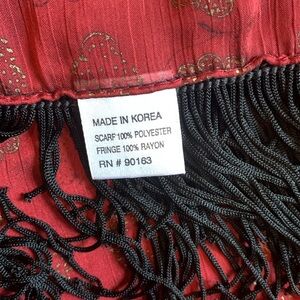 MADE IN KOREA
SCARF 100% POLYESTER
FRINGE 100% RAYON
RN # 90163